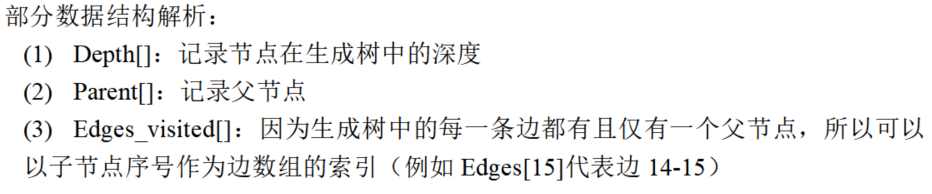 部分数据结构解析：
(1) Depth[]：记录节点在生成树中的深度
(2) Parent[]：记录父节点
(3) Edges_visited[]：因为生成树中的每一条边都有且仅有一个父节点，所以可以
以子节点序号作为边数组的索引（例如 Edges[15]代表边 14-15）